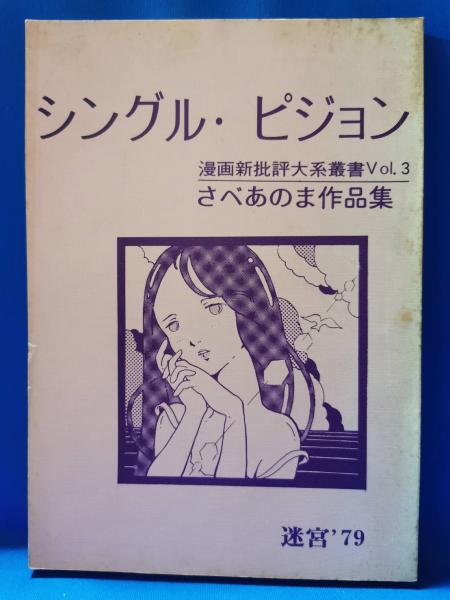 シングル・ピジョン
漫画新批評大系叢書Vol.3
さべあのま作品集
迷宮'79